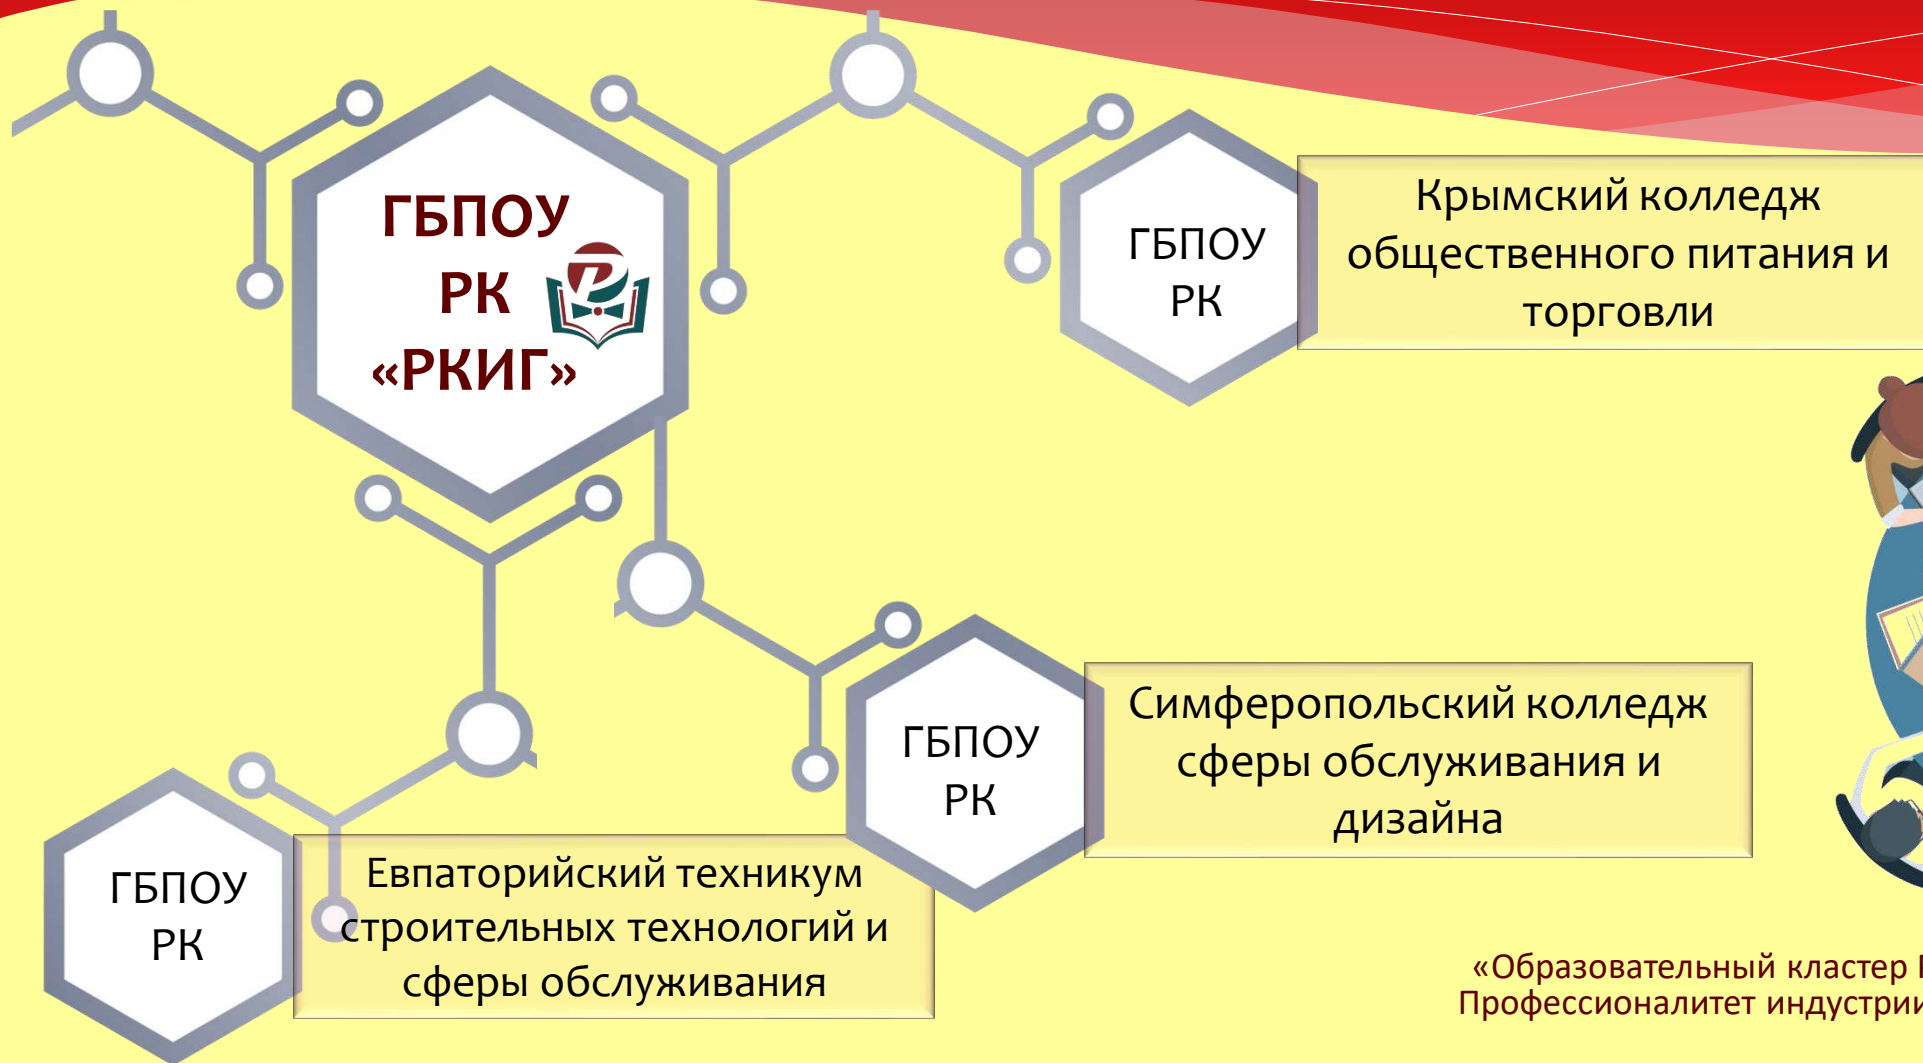 ГБПОУ
РК
«РКИГ»
ГБПОУ
РК
Крымский колледж
общественного питания и
торговли
ГБПОУ
РК
Симферопольский колледж
сферы обслуживания и
дизайна
ГБПОУ
РК
Евпаторийский техникум
строительных технологий и
сферы обслуживания
«Образовательный кластер
Профессионалитет индустрии